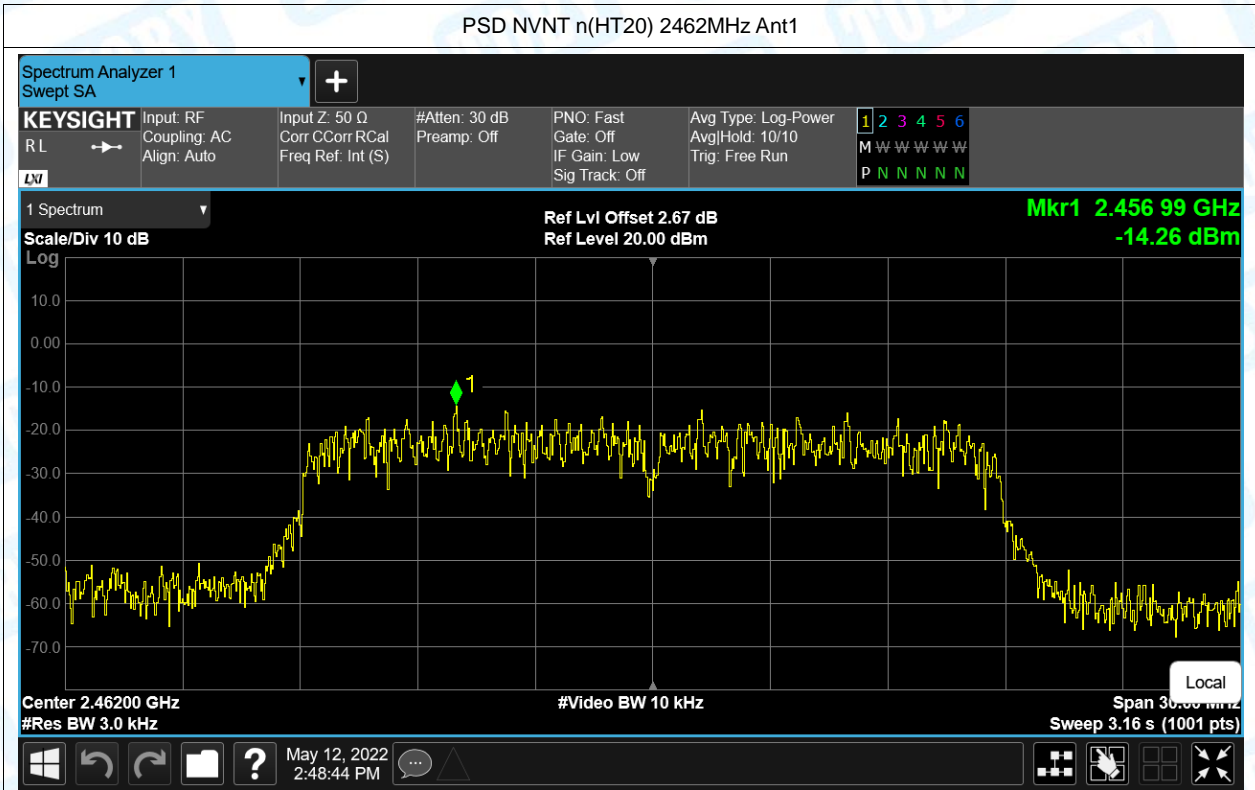 PSD NVNT n(HT20) 2462MHz Ant1
Spectrum Analyzer 1
Swept SA
KEYSIGHT
Input: RF
Input Z: 50 Ω
#Atten: 30 dB
PNO: Fast
Avg Type: Log-Power
1 2 3 4 5 6
RL
Coupling: AC
Corr CCorr RCal
Preamp: Off
Gate: Off
Avg|Hold: 10/10
M W W W W W
Align: Auto
Freq Ref: Int (S)
IF Gain: Low
Trig: Free Run
LXI
Sig Track: Off
P N N N N N
1 Spectrum
Ref Lvl Offset 2.67 dB
Mkr1 2.456 99 GHz
Scale/Div 10 dB
Ref Level 20.00 dBm
-14.26 dBm
Log
10.0
0.00
-10.0
1
-20.0
-30.0
-40.0
-50.0
-60.0
-70.0
Local
Center 2.46200 GHz
#Video BW 10 kHz
Span 30.00 MHz
#Res BW 3.0 kHz
Sweep 3.16 s (1001 pts)
?
May 12, 2022
2:48:44 PM